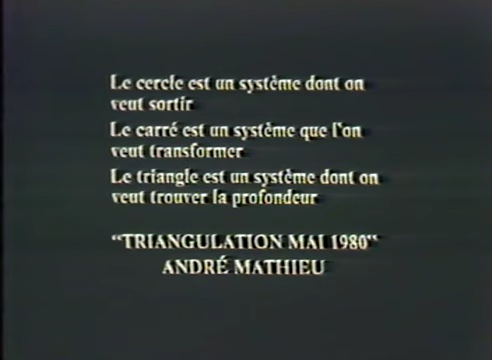 Le cercle est un système dont on
veut sortir
Le carré est un système que l'on
veut transformer
Le triangle est un système dont on
veut trouver la profondeur
"TRIANGULATION MAI 1980"
ANDRÉ MATHIEU